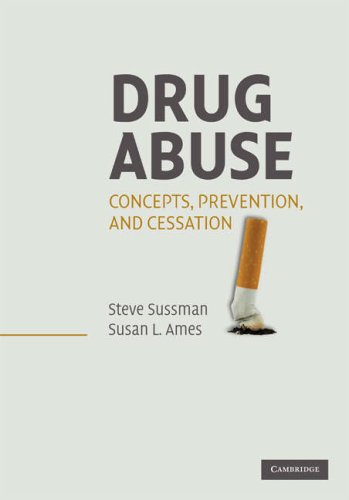 DRUG
ABUSE
CONCEPTS, PREVENTION,
AND CESSATION
Steve Sussman
Susan L. Ames
CAMBRIDGE